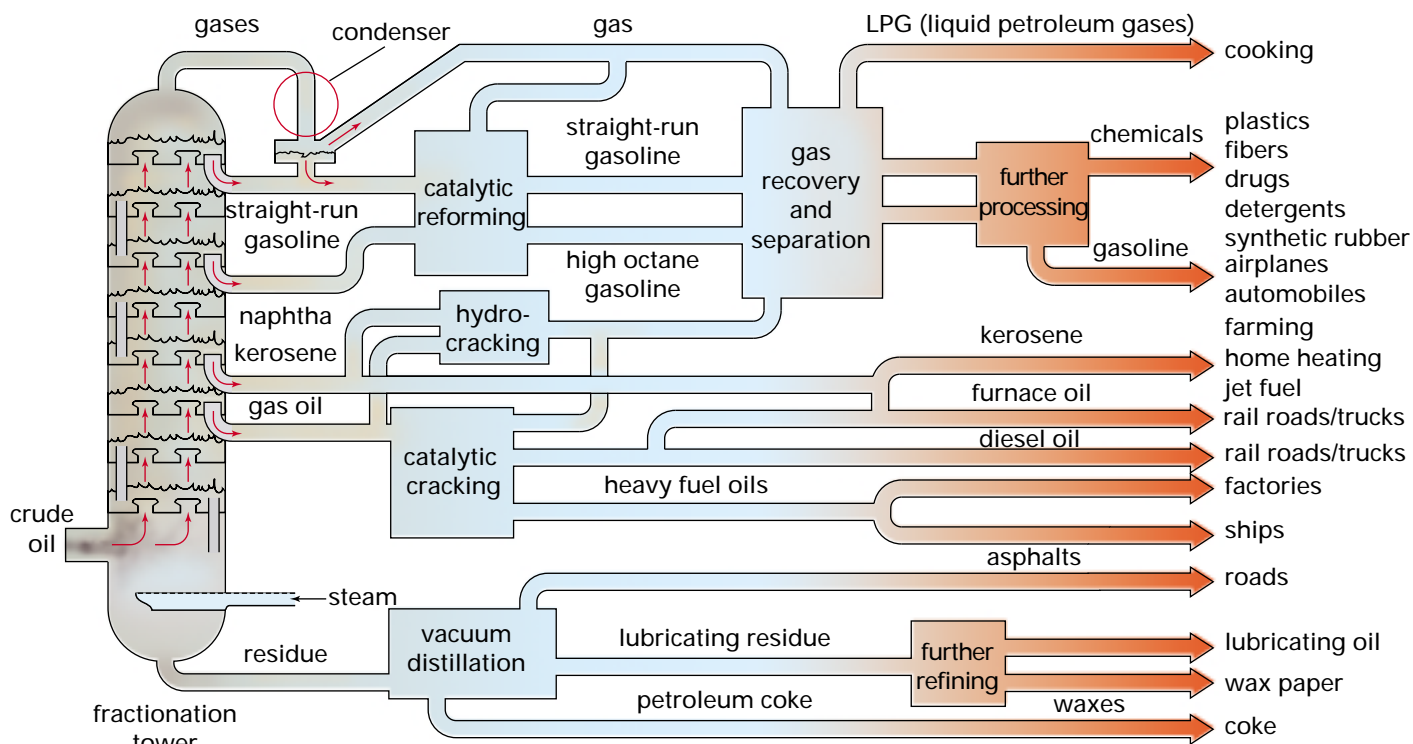 gases
condenser
gas
LPG (liquid petroleum gases)
cooking
straight-run
gasoline
catalytic
reforming
gas
recovery
and
separation
further
processing
chemicals
plastics
fibers
drugs
detergents
synthetic rubber
gasoline
airplanes
automobiles
straight-run
gasoline
high octane
gasoline
naphtha
hydro-
cracking
kerosene
kerosene
farming
home heating
jet fuel
gas oil
furnace oil
rail roads/trucks
catalytic
cracking
diesel oil
rail roads/trucks
heavy fuel oils
factories
ships
crude
oil
steam
asphalts
roads
residue
vacuum
distillation
lubricating residue
further
refining
lubricating oil
wax paper
petroleum coke
waxes
coke
fractionation
tower